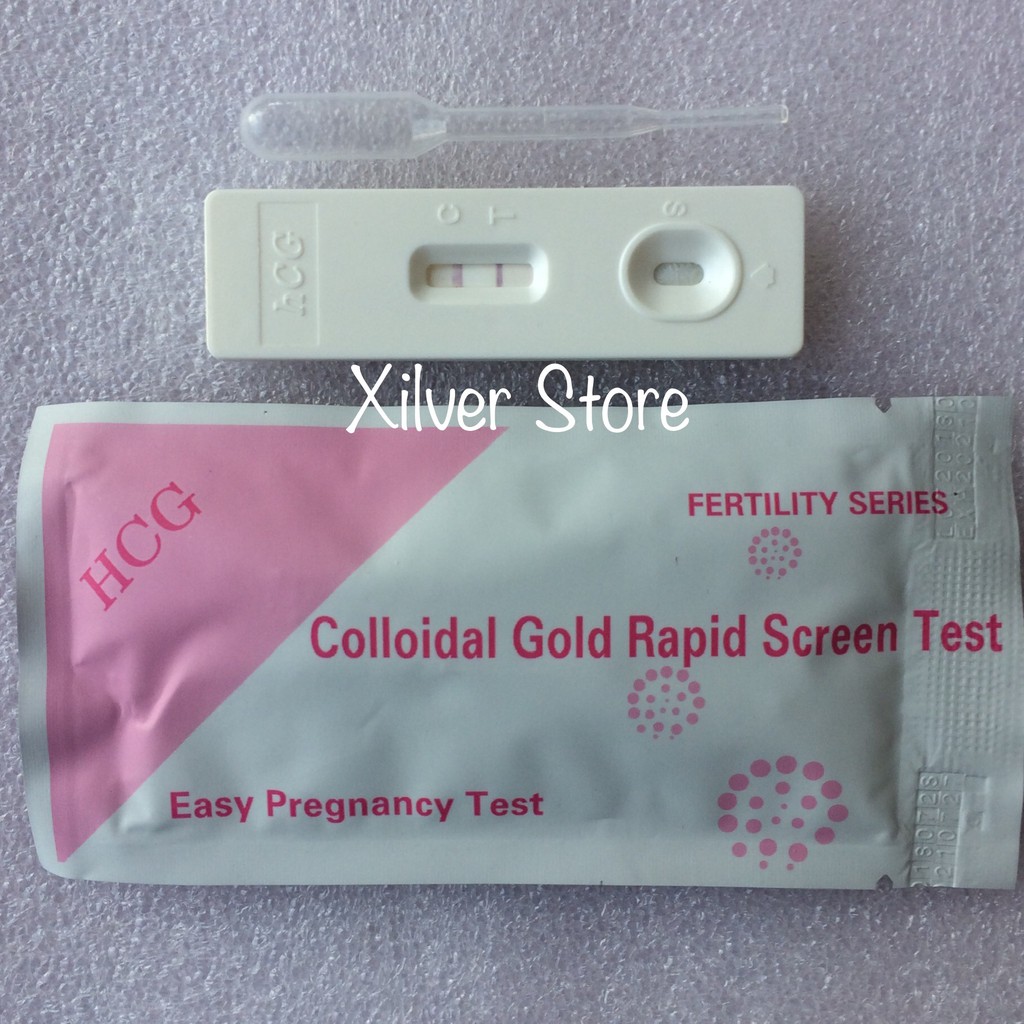 C
T
S
hCG
Xilver Store
HCG
FERTILITY SERIES
Colloidal Gold Rapid Screen Test
Easy Pregnancy Test